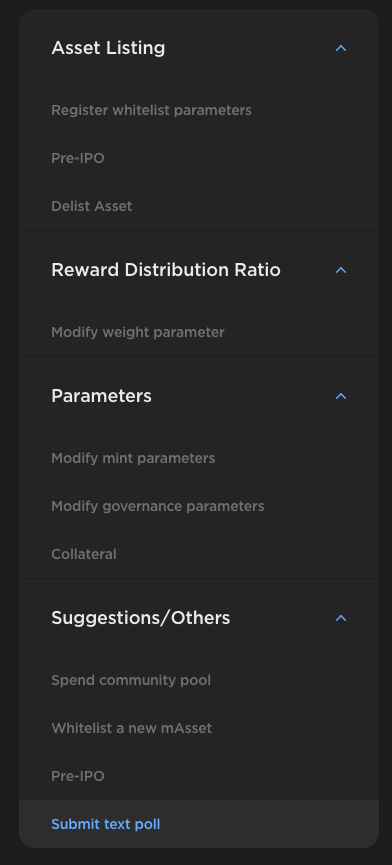 Asset Listing
Register whitelist parameters
Pre-IPO
Delist Asset
Reward Distribution Ratio
Modify weight parameter
Parameters
Modify mint parameters
Modify governance parameters
Collateral
Suggestions/Others
Spend community pool
Whitelist a new mAsset
Pre-IPO
Submit text poll